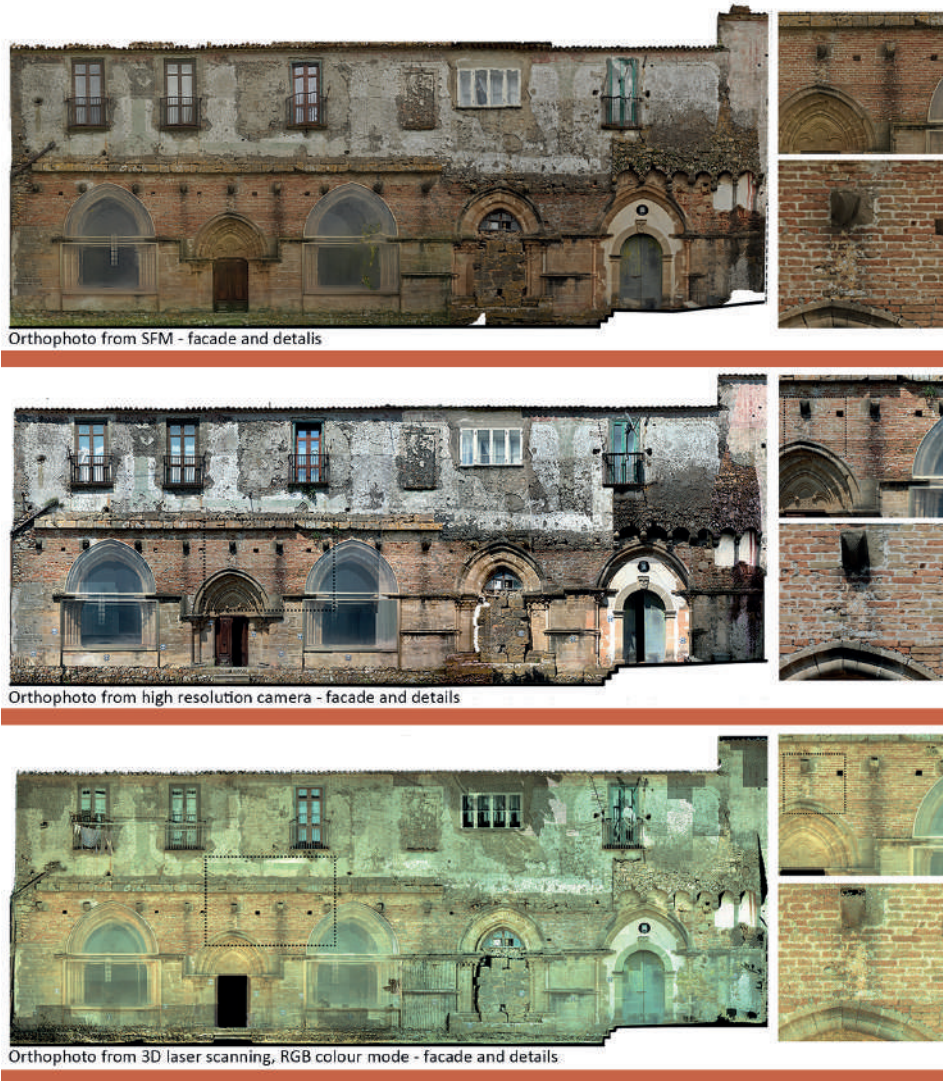 Orthophoto from SFM - facade and detalis
Orthophoto from high resolution camera - facade and details
Orthophoto from 3D laser scanning, RGB colour mode - facade and details